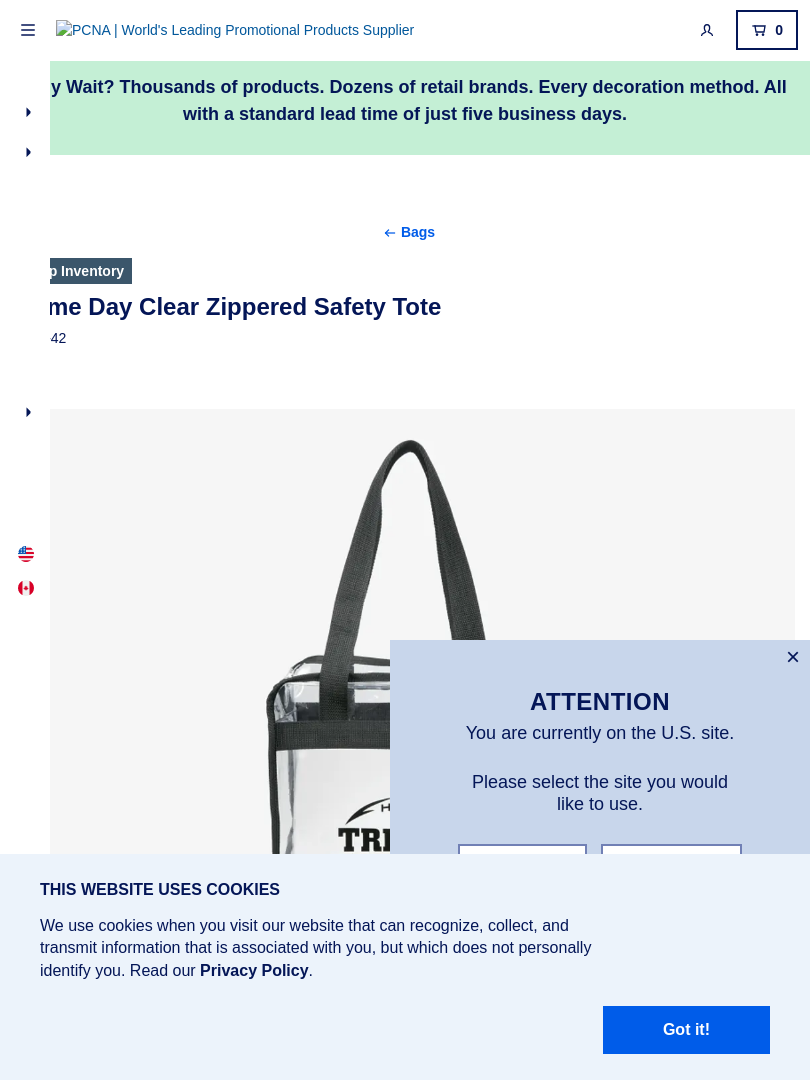 PCNA | World's Leading Promotional Products Supplier
0
y Wait? Thousands of products. Dozens of retail brands. Every decoration method. All
with a standard lead time of just five business days.
← Bags
p Inventory
me Day Clear Zippered Safety Tote
42
ATTENTION
You are currently on the U.S. site.
Please select the site you would
like to use.
THIS WEBSITE USES COOKIES
We use cookies when you visit our website that can recognize, collect, and
transmit information that is associated with you, but which does not personally
identify you. Read our Privacy Policy.
Got it!